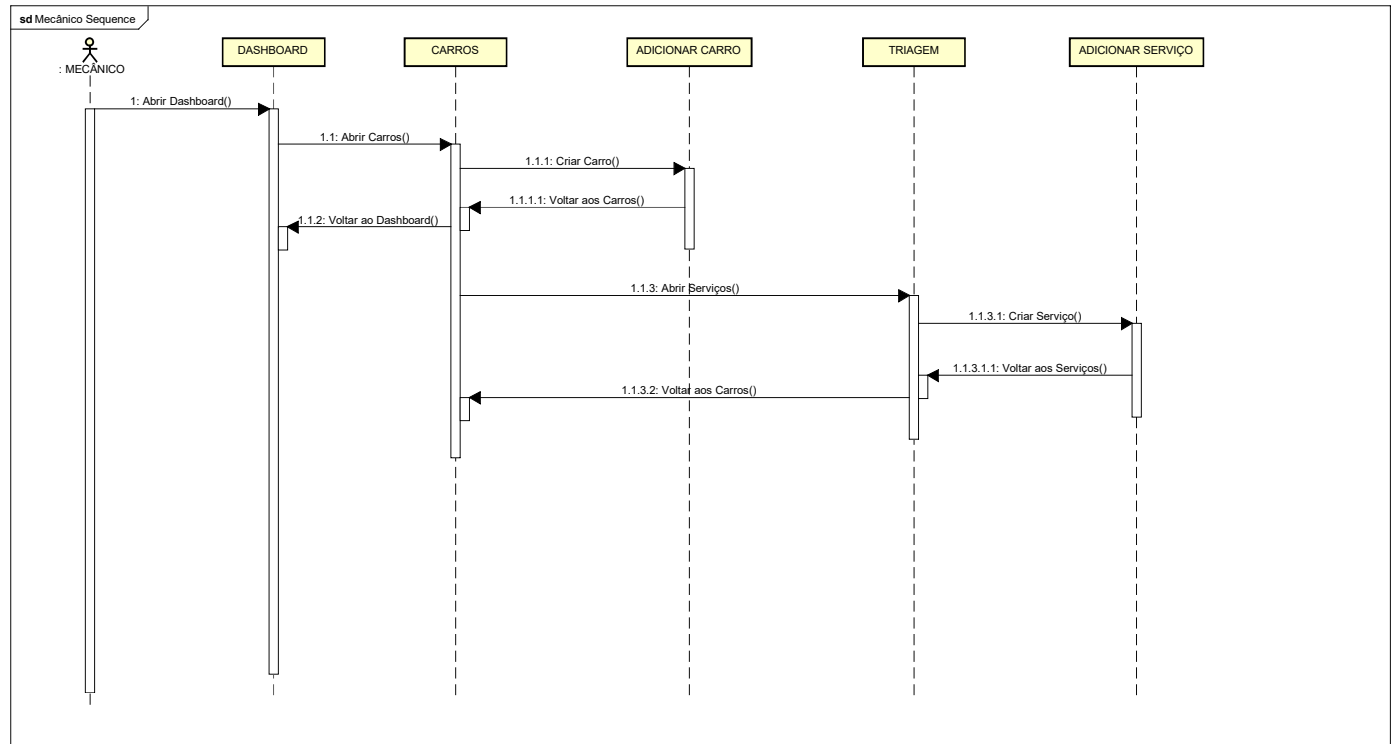 sd Mecânico Sequence
: MECÂNICO
DASHBOARD
CARROS
ADICIONAR CARRO
TRIAGEM
ADICIONAR SERVIÇO
1: Abrir Dashboard()
1.1: Abrir Carros()
1.1.1: Criar Carro()
1.1.1.1: Voltar aos Carros()
1.1.2: Voltar ao Dashboard()
1.1.3: Abrir Serviços()
1.1.3.1: Criar Serviço()
1.1.3.1.1: Voltar aos Serviços()
1.1.3.2: Voltar aos Carros()